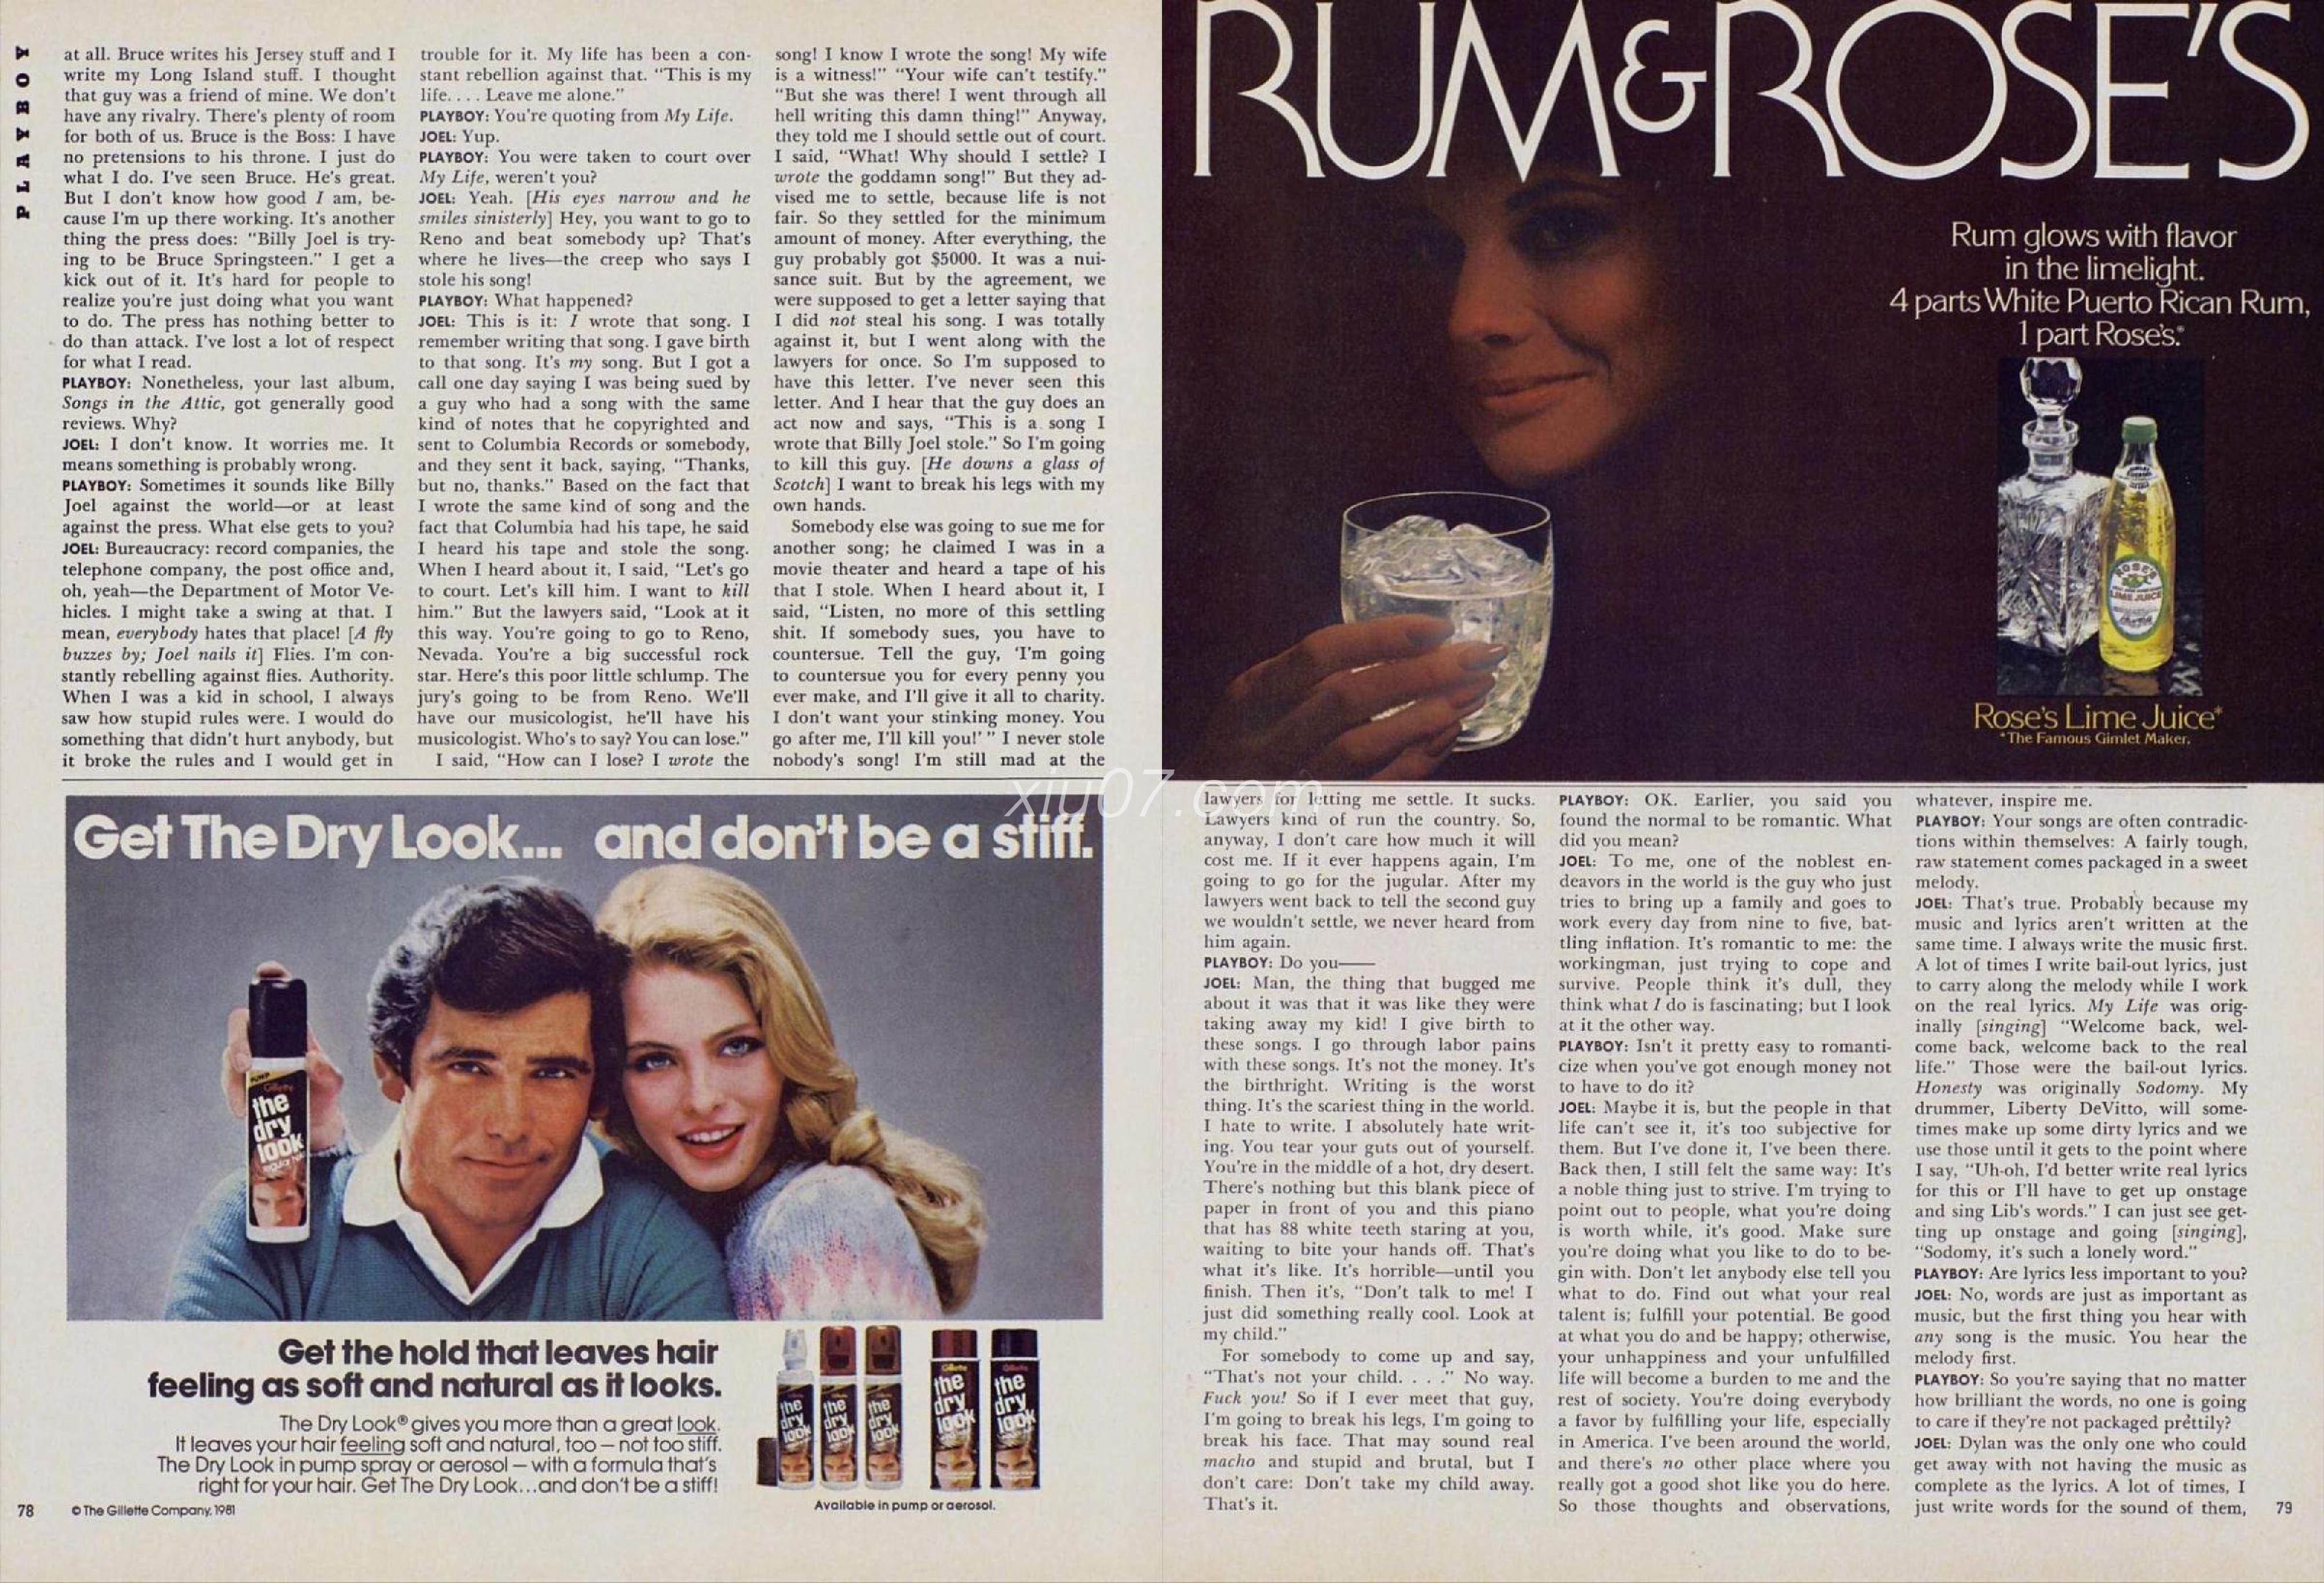 PLAYBOY
at all. Bruce writes his Jersey stuff and I
write my Long Island stuff. I thought
that guy was a friend of mine. We don't
have any rivalry. There's plenty of room
for both of us. Bruce is the Boss: I have
no pretensions to his throne. I just do
what I do. I've seen Bruce. He's great.
But I don't know how good I am, be-
cause I'm up there working. It's another
thing the press does: "Billy Joel is try-
ing to be Bruce Springsteen." I get a
kick out of it. It's hard for people to
realize you're just doing what you want
to do. The press has nothing better to
do than attack. I've lost a lot of respect
for what I read.
PLAYBOY: Nonetheless, your last album,
Songs in the Attic, got generally good
reviews. Why?
JOEL: I don't know. It worries me. It
means something is probably wrong.
PLAYBOY: Sometimes it sounds like Billy
Joel against the world—or at least
against the press. What else gets to you?
JOEL: Bureaucracy: record companies, the
telephone company, the post office and,
oh, yeah—the Department of Motor Ve-
hicles. I might take a swing at that. I
mean, everybody hates that place! [A fly
buzzes by; Joel nails it] Flies. I'm con-
stantly rebelling against flies. Authority.
When I was a kid in school, I always
saw how stupid rules were. I would do
something that didn't hurt anybody, but
it broke the rules and I would get in
trouble for it. My life has been a con-
stant rebellion against that. "This is my
life. . . . Leave me alone."
PLAYBOY: You're quoting from My Life.
JOEL: Yup.
PLAYBOY: You were taken to court over
My Life, weren't you?
JOEL: Yeah. [His eyes narrow and he
smiles sinisterly] Hey, you want to go to
Reno and beat somebody up? That's
where he lives—the creep who says I
stole his song!
PLAYBOY: What happened?
JOEL: This is it: I wrote that song. I
remember writing that song. I gave birth
to that song. It's my song. But I got a
call one day saying I was being sued by
a guy who had a song with the same
kind of notes that he copyrighted and
sent to Columbia Records or somebody,
and they sent it back, saying, "Thanks,
but no, thanks." Based on the fact that
I wrote the same kind of song and the
fact that Columbia had his tape, he said
I heard his tape and stole the song.
When I heard about it, I said, "Let's go
to court. Let's kill him. I want to kill
him." But the lawyers said, "Look at it
this way. You're going to go to Reno,
Nevada. You're a big successful rock
star. Here's this poor little schlump. The
jury's going to be from Reno. We'll
have our musicologist, he'll have his
musicologist. Who's to say? You can lose."
I said, "How can I lose? I wrote the
song! I know I wrote the song! My wife
is a witness!" "Your wife can't testify."
"But she was there! I went through all
hell writing this damn thing!" Anyway,
they told me I should settle out of court.
I said, "What! Why should I settle? I
wrote the goddamn song!" But they ad-
vised me to settle, because life is not
fair. So they settled for the minimum
amount of money. After everything, the
guy probably got $5000. It was a nui-
sance suit. But by the agreement, we
were supposed to get a letter saying that
I did not steal his song. I was totally
against it, but I went along with the
lawyers for once. So I'm supposed to
have this letter. I've never seen this
letter. And I hear that the guy does an
act now and says, "This is a song I
wrote that Billy Joel stole." So I'm going
to kill this guy. [He downs a glass of
Scotch] I want to break his legs with my
own hands.
Somebody else was going to sue me for
another song; he claimed I was in a
movie theater and heard a tape of his
that I stole. When I heard about it, I
said, "Listen, no more of this settling
shit. If somebody sues, you have to
countersue. Tell the guy, 'I'm going
to countersue you for every penny you
ever make, and I'll give it all to charity.
I don't want your stinking money. You
go after me, I'll kill you!' " I never stole
nobody's song! I'm still mad at the
Get The Dry Look... and don't be a stiff.
PUMP
Gillette
the
dry
look
Get the hold that leaves hair
feeling as soft and natural as it looks.
The Dry Look® gives you more than a great look.
It leaves your hair feeling soft and natural, too — not too stiff.
The Dry Look in pump spray or aerosol — with a formula that's
right for your hair. Get The Dry Look...and don't be a stiff!
the dry look
the dry look
the dry look
Gillette the dry look
Gillette the dry look
Available in pump or aerosol.
78
© The Gillette Company, 1981
RUM & ROSE'S
Rum glows with flavor
in the limelight.
4 parts White Puerto Rican Rum,
1 part Rose's.*
ROSE'S
LIME JUICE
Rose's Lime Juice*
*The Famous Gimlet Maker.
xiu07.com
lawyers for letting me settle. It sucks.
Lawyers kind of run the country. So,
anyway, I don't care how much it will
cost me. If it ever happens again, I'm
going to go for the jugular. After my
lawyers went back to tell the second guy
we wouldn't settle, we never heard from
him again.
PLAYBOY: Do you——
JOEL: Man, the thing that bugged me
about it was that it was like they were
taking away my kid! I give birth to
these songs. I go through labor pains
with these songs. It's not the money. It's
the birthright. Writing is the worst
thing. It's the scariest thing in the world.
I hate to write. I absolutely hate writ-
ing. You tear your guts out of yourself.
You're in the middle of a hot, dry desert.
There's nothing but this blank piece of
paper in front of you and this piano
that has 88 white teeth staring at you,
waiting to bite your hands off. That's
what it's like. It's horrible—until you
finish. Then it's, "Don't talk to me! I
just did something really cool. Look at
my child."
For somebody to come up and say,
"That's not your child. . . ." No way.
Fuck you! So if I ever meet that guy,
I'm going to break his legs, I'm going to
break his face. That may sound real
macho and stupid and brutal, but I
don't care: Don't take my child away.
That's it.
PLAYBOY: OK. Earlier, you said you
found the normal to be romantic. What
did you mean?
JOEL: To me, one of the noblest en-
deavors in the world is the guy who just
tries to bring up a family and goes to
work every day from nine to five, bat-
tling inflation. It's romantic to me: the
workingman, just trying to cope and
survive. People think it's dull, they
think what I do is fascinating; but I look
at it the other way.
PLAYBOY: Isn't it pretty easy to romanti-
cize when you've got enough money not
to have to do it?
JOEL: Maybe it is, but the people in that
life can't see it, it's too subjective for
them. But I've done it, I've been there.
Back then, I still felt the same way: It's
a noble thing just to strive. I'm trying to
point out to people, what you're doing
is worth while, it's good. Make sure
you're doing what you like to do to be-
gin with. Don't let anybody else tell you
what to do. Find out what your real
talent is; fulfill your potential. Be good
at what you do and be happy; otherwise,
your unhappiness and your unfulfilled
life will become a burden to me and the
rest of society. You're doing everybody
a favor by fulfilling your life, especially
in America. I've been around the world,
and there's no other place where you
really got a good shot like you do here.
So those thoughts and observations,
whatever, inspire me.
PLAYBOY: Your songs are often contradic-
tions within themselves: A fairly tough,
raw statement comes packaged in a sweet
melody.
JOEL: That's true. Probably because my
music and lyrics aren't written at the
same time. I always write the music first.
A lot of times I write bail-out lyrics, just
to carry along the melody while I work
on the real lyrics. My Life was orig-
inally [singing] "Welcome back, wel-
come back, welcome back to the real
life." Those were the bail-out lyrics.
Honesty was originally Sodomy. My
drummer, Liberty DeVitto, will some-
times make up some dirty lyrics and we
use those until it gets to the point where
I say, "Uh-oh, I'd better write real lyrics
for this or I'll have to get up onstage
and sing Lib's words." I can just see get-
ting up onstage and going [singing],
"Sodomy, it's such a lonely word."
PLAYBOY: Are lyrics less important to you?
JOEL: No, words are just as important as
music, but the first thing you hear with
any song is the music. You hear the
melody first.
PLAYBOY: So you're saying that no matter
how brilliant the words, no one is going
to care if they're not packaged prettily?
JOEL: Dylan was the only one who could
get away with not having the music as
complete as the lyrics. A lot of times, I
just write words for the sound of them,
79